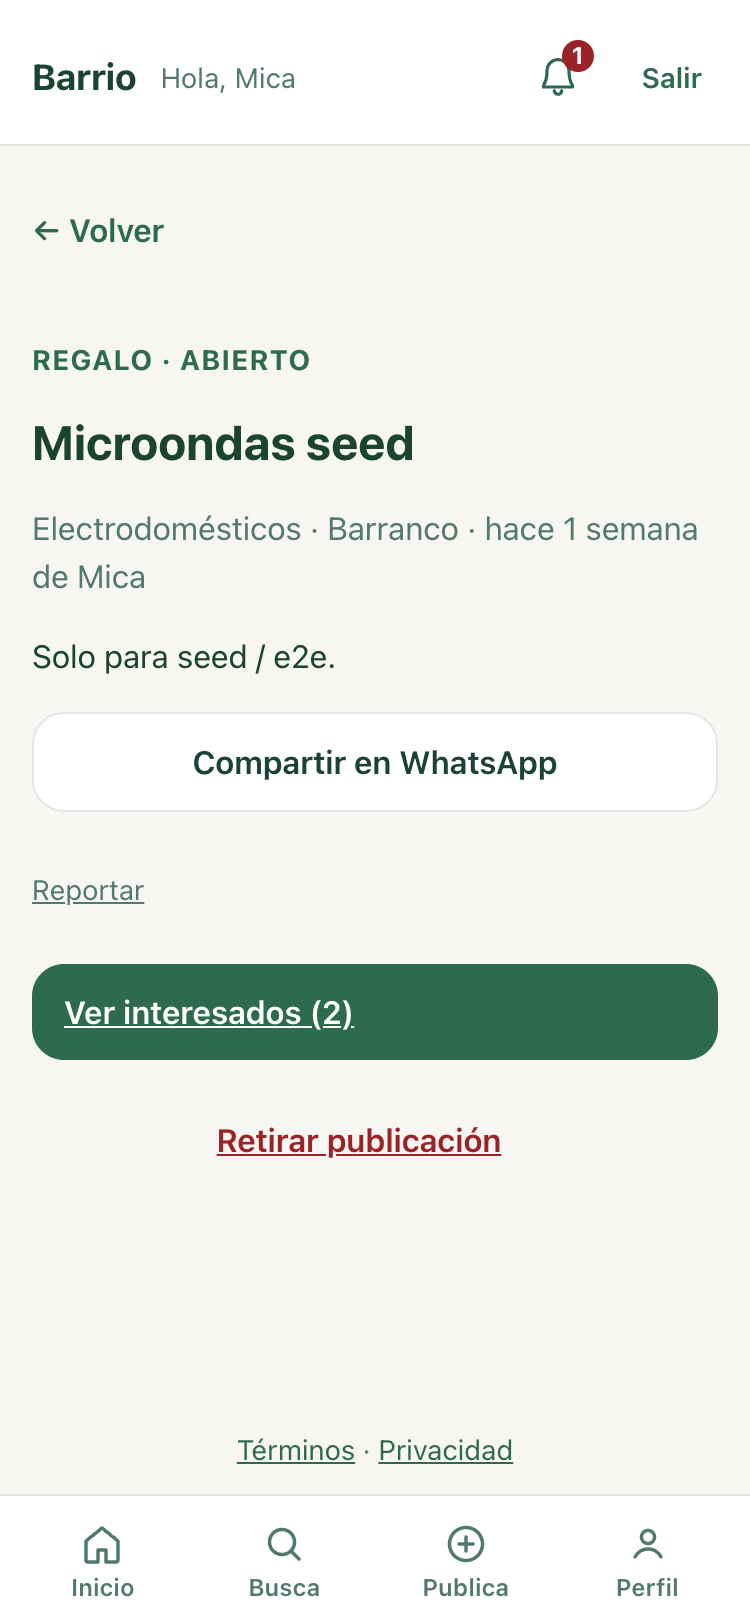 Barrio Hola, Mica 1 Salir
← Volver
REGALO · ABIERTO
Microondas seed
Electrodomésticos · Barranco · hace 1 semana
de Mica
Solo para seed / e2e.
Compartir en WhatsApp
Reportar
Ver interesados (2)
Retirar publicación
Términos · Privacidad
Inicio Busca Publica Perfil